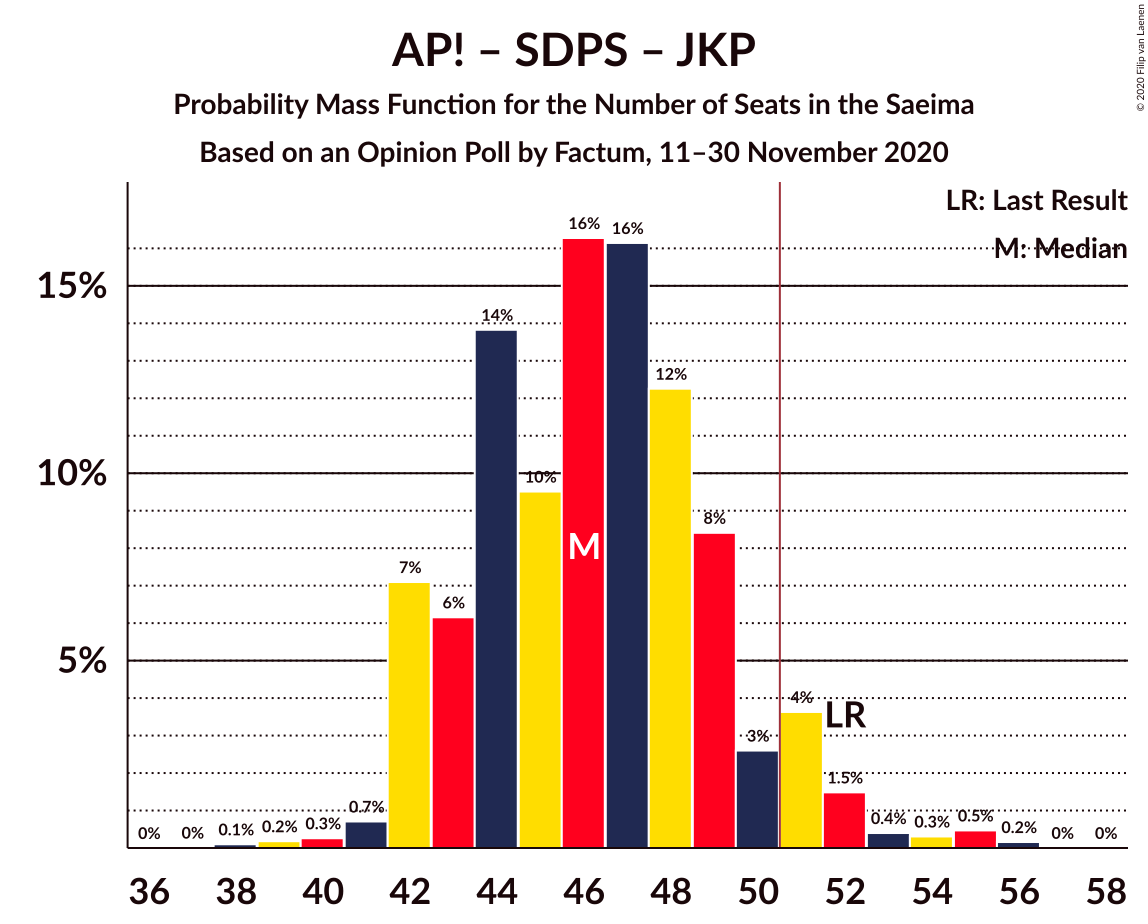 AP! – SDPS – JKP
Probability Mass Function for the Number of Seats in the Saeima
Based on an Opinion Poll by Factum, 11–30 November 2020
© 2020 Filip van Laenen
LR: Last Result
M: Median
15%
10%
5%
0%
0%
0.1%
0.2%
0.3%
0.7%
7%
6%
14%
10%
16%
16%
12%
8%
3%
4%
1.5%
0.4%
0.3%
0.5%
0.2%
0%
0%
M
LR
36 38 40 42 44 46 48 50 52 54 56 58